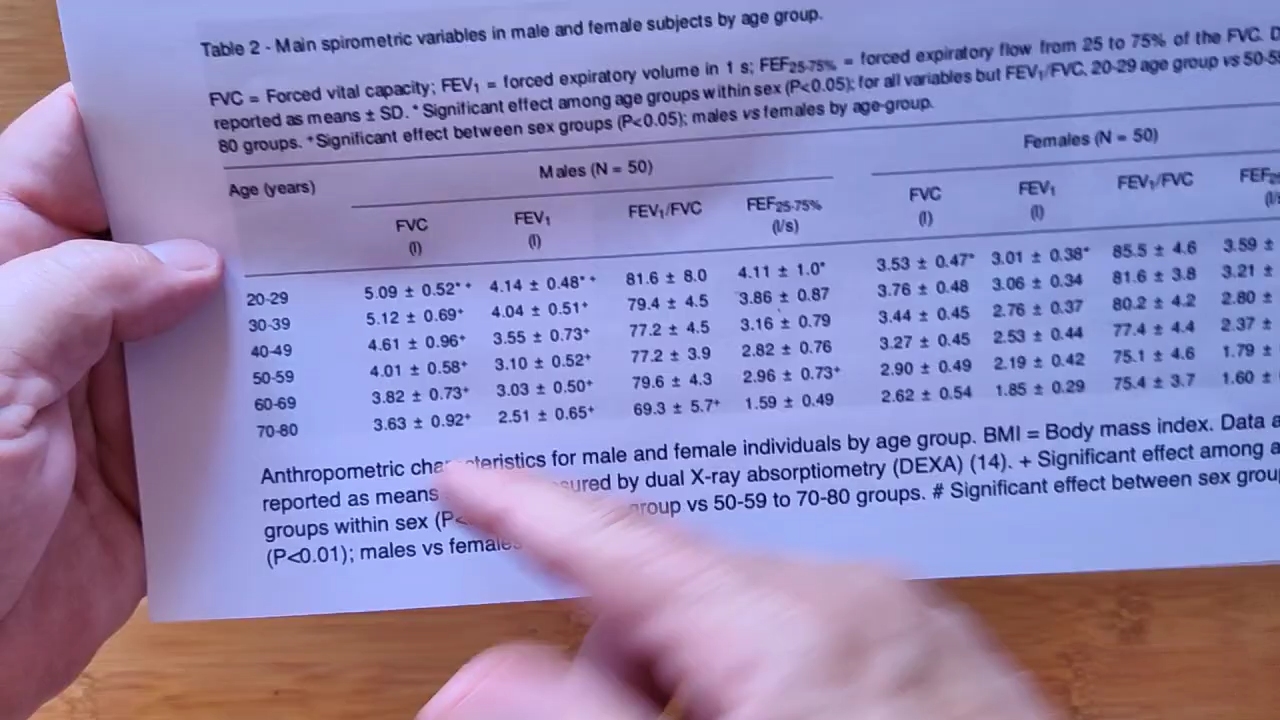 Table 2 - Main spirometric variables in male and female subjects by age group.
FVC = Forced vital capacity; FEV1 = forced expiratory volume in 1 s; FEF25-75% = forced expiratory flow from 25 to 75% of the FVC. D
reported as means ± SD. *Significant effect among age groups within sex (P<0.05); for all variables but FEV1/FVC, 20-29 age group vs 50-5
80 groups. +Significant effect between sex groups (P<0.05); males vs females by age-group.
Age (years) Males (N = 50) Females (N = 50)
FVC FEV1 FEV1/FVC FEF25-75% FVC FEV1 FEV1/FVC
(l) (l) (l/s) (l) (l)
20-29 5.09 ± 0.52*+ 4.14 ± 0.48*+ 81.6 ± 8.0 4.11 ± 1.0* 3.53 ± 0.47* 3.01 ± 0.38* 85.5 ± 4.6 3.59 ±
30-39 5.12 ± 0.69+ 4.04 ± 0.51+ 79.4 ± 4.5 3.86 ± 0.87 3.76 ± 0.48 3.06 ± 0.34 81.6 ± 3.8 3.21 ±
40-49 4.61 ± 0.96+ 3.55 ± 0.73+ 77.2 ± 4.5 3.16 ± 0.79 3.44 ± 0.45 2.76 ± 0.37 80.2 ± 4.2 2.80 ±
50-59 4.01 ± 0.58+ 3.10 ± 0.52+ 77.2 ± 3.9 2.82 ± 0.76 3.27 ± 0.45 2.53 ± 0.44 77.4 ± 4.4 2.37 ±
60-69 3.82 ± 0.73+ 3.03 ± 0.50+ 79.6 ± 4.3 2.96 ± 0.73+ 2.90 ± 0.49 2.19 ± 0.42 75.1 ± 4.6 1.79 ±
70-80 3.63 ± 0.92+ 2.51 ± 0.65+ 69.3 ± 5.7+ 1.59 ± 0.49 2.62 ± 0.54 1.85 ± 0.29 75.4 ± 3.7 1.60 ±
Anthropometric characteristics for male and female individuals by age group. BMI = Body mass index. Data a
reported as means by dual X-ray absorptiometry (DEXA) (14). + Significant effect among a
groups within sex vs 50-59 to 70-80 groups. # Significant effect between sex grou
(P<0.01); males vs females